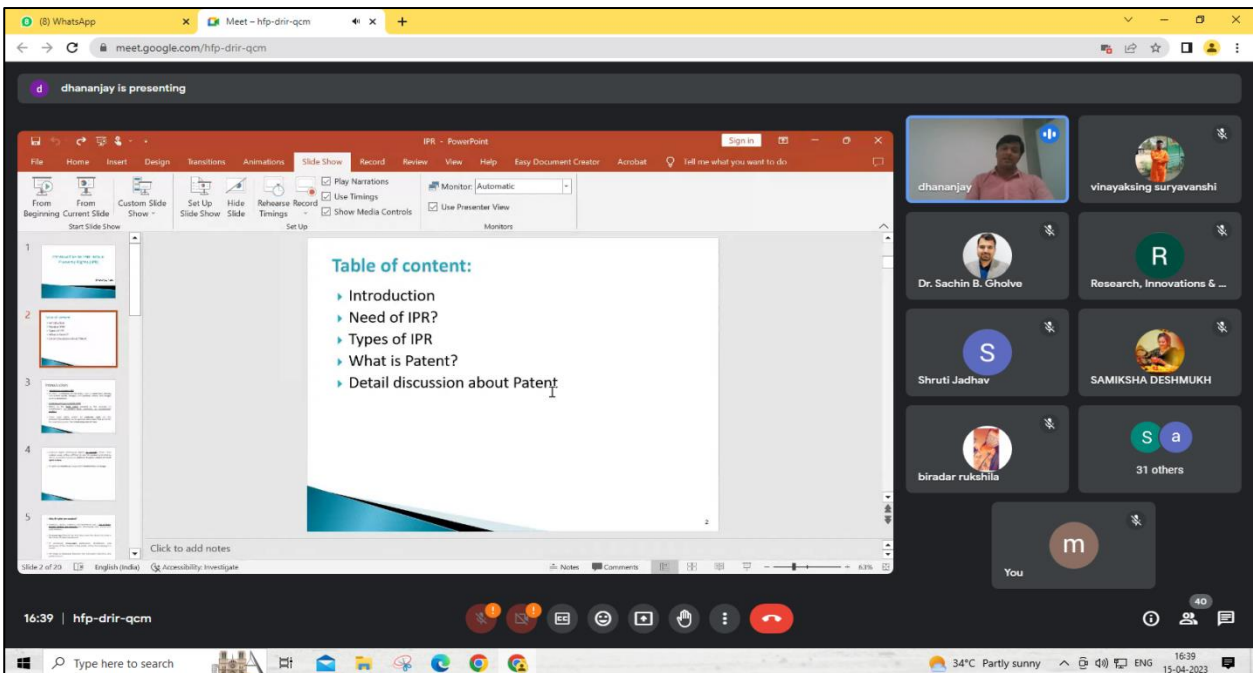 (8) WhatsApp
Meet – hfp-drir-qcm
meet.google.com/hfp-drir-qcm
d dhananjay is presenting
IPR - PowerPoint
Sign in
File Home Insert Design Transitions Animations Slide Show Record Review View Help Easy Document Creator Acrobat Tell me what you want to do
From Beginning
From Current Slide
Custom Slide Show
Set Up Slide Show
Hide Slide
Rehearse Timings
Record
Play Narrations
Use Timings
Show Media Controls
Monitor: Automatic
Use Presenter View
Start Slide Show
Set Up
Monitors
1
2
3
4
5
Table of content:
Introduction
Need of IPR?
Types of IPR
What is Patent?
Detail discussion about Patent
2
Click to add notes
Slide 2 of 20 English (India) Accessibility: Investigate
Notes Comments 63%
dhananjay
vinayaksing suryavanshi
Dr. Sachin B. Gholve
R
Research, Innovations & ...
S
Shruti Jadhav
SAMIKSHA DESHMUKH
biradar rukshila
S a
31 others
m
You
16:39 | hfp-drir-qcm
CC
40
Type here to search
34°C Partly sunny
ENG
16:39
15-04-2023